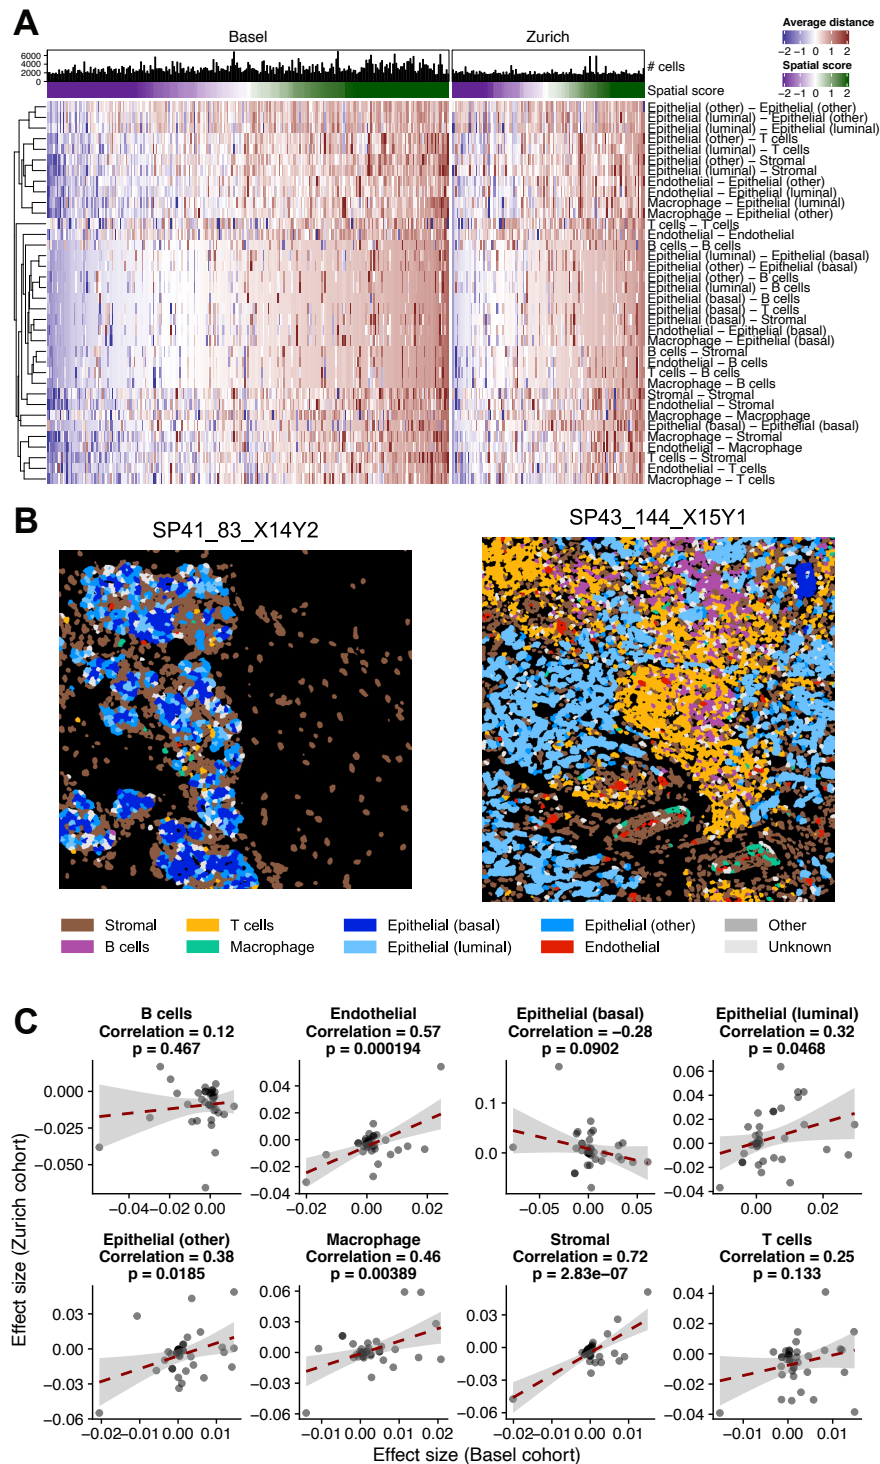 A
Basel
Zurich
Average distance
−2 −1 0 1 2
Spatial score
−2 −1 0 1 2
6000
4000
2000
0
# cells
Spatial score
Epithelial (other) − Epithelial (other)
Epithelial (luminal) − Epithelial (other)
Epithelial (luminal) − Epithelial (luminal)
Epithelial (other) − T cells
Epithelial (luminal) − T cells
Epithelial (other) − Stromal
Epithelial (luminal) − Stromal
Endothelial − Epithelial (other)
Endothelial − Epithelial (luminal)
Macrophage − Epithelial (luminal)
Macrophage − Epithelial (other)
T cells − T cells
Endothelial − Endothelial
B cells − B cells
Epithelial (luminal) − Epithelial (basal)
Epithelial (other) − Epithelial (basal)
Epithelial (other) − B cells
Epithelial (luminal) − B cells
Epithelial (basal) − B cells
Epithelial (basal) − T cells
Epithelial (basal) − Stromal
Endothelial − Epithelial (basal)
Macrophage − Epithelial (basal)
B cells − Stromal
Endothelial − B cells
T cells − B cells
Macrophage − B cells
Stromal − Stromal
Endothelial − Stromal
Macrophage − Macrophage
Epithelial (basal) − Epithelial (basal)
Macrophage − Stromal
Endothelial − Macrophage
T cells − Stromal
Endothelial − T cells
Macrophage − T cells
B
SP41_83_X14Y2
SP43_144_X15Y1
Stromal
T cells
Epithelial (basal)
Epithelial (other)
Other
B cells
Macrophage
Epithelial (luminal)
Endothelial
Unknown
C
B cells
Correlation = 0.12
p = 0.467
0.000
−0.025
−0.050
−0.04 −0.02 0.00
Endothelial
Correlation = 0.57
p = 0.000194
0.04
0.02
0.00
−0.02
−0.04
−0.02 0.00 0.02
Epithelial (basal)
Correlation = −0.28
p = 0.0902
0.1
0.0
−0.05 0.00 0.05
Epithelial (luminal)
Correlation = 0.32
p = 0.0468
0.06
0.04
0.02
0.00
−0.02
−0.04
0.00 0.02
Epithelial (other)
Correlation = 0.38
p = 0.0185
0.03
0.00
−0.03
−0.06
−0.02 −0.01 0.00 0.01
Macrophage
Correlation = 0.46
p = 0.00389
0.06
0.03
0.00
−0.03
−0.06
−0.01 0.00 0.01 0.02
Stromal
Correlation = 0.72
p = 2.83e−07
0.03
0.00
−0.03
−0.06
−0.02 −0.01 0.00 0.01
T cells
Correlation = 0.25
p = 0.133
0.04
0.02
0.00
−0.02
−0.04
−0.01 0.00 0.01
Effect size (Zurich cohort)
Effect size (Basel cohort)